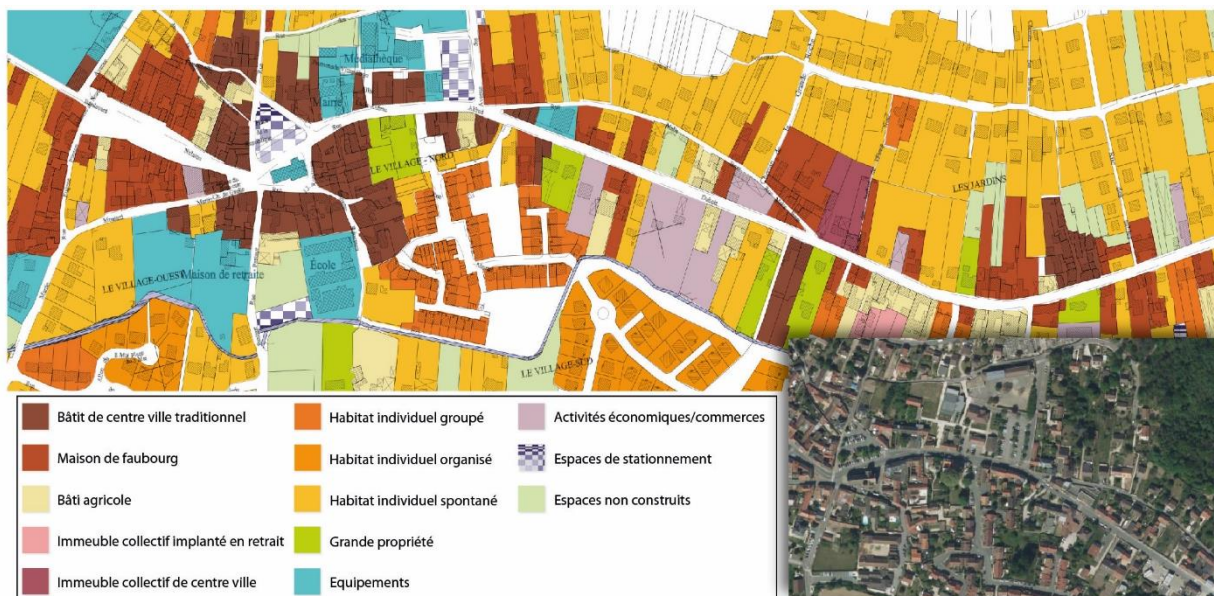 Médiathèque
Mairie
LE VILLAGE - NORD
LES JARDINS
École
Maison de retraite
LE VILLAGE-OUEST
LE VILLAGE-SUD
Bâtit de centre ville traditionnel
Maison de faubourg
Bâti agricole
Immeuble collectif implanté en retrait
Immeuble collectif de centre ville
Habitat individuel groupé
Habitat individuel organisé
Habitat individuel spontané
Grande propriété
Equipements
Activités économiques/commerces
Espaces de stationnement
Espaces non construits